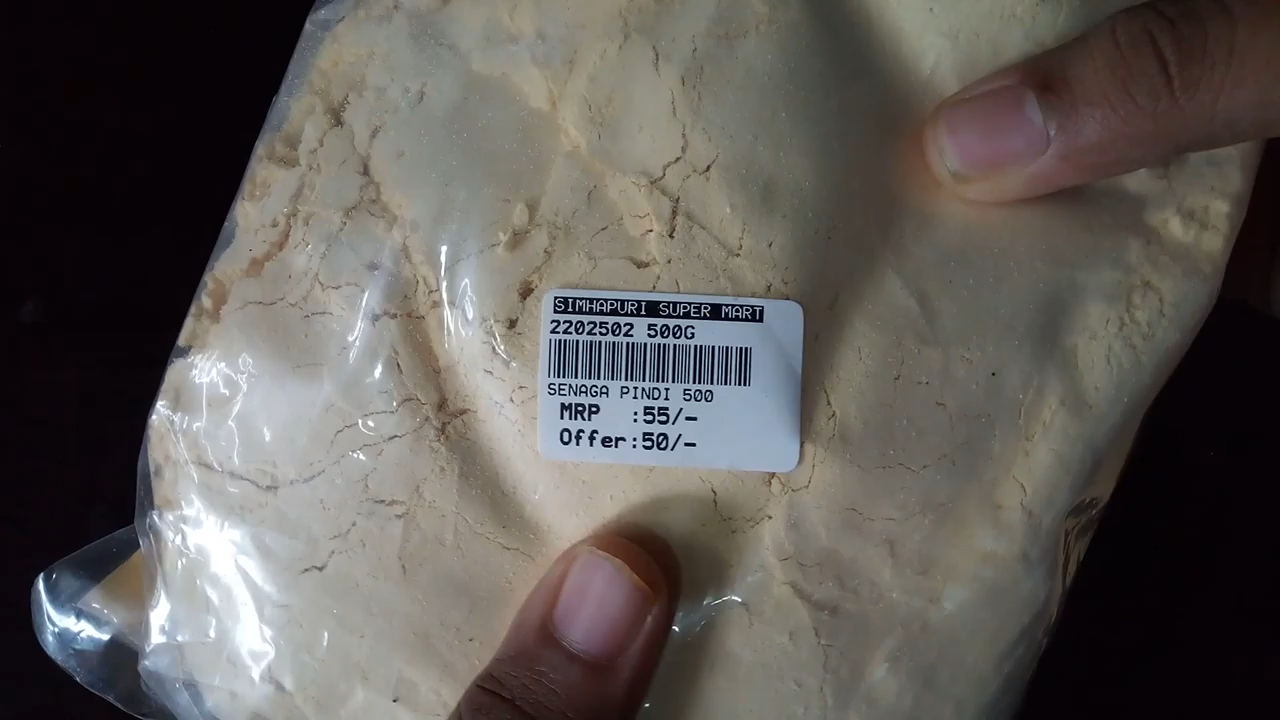 SIMHAPURI SUPER MART
2202502 500G
SENAGA PINDI 500
MRP :55/-
Offer:50/-